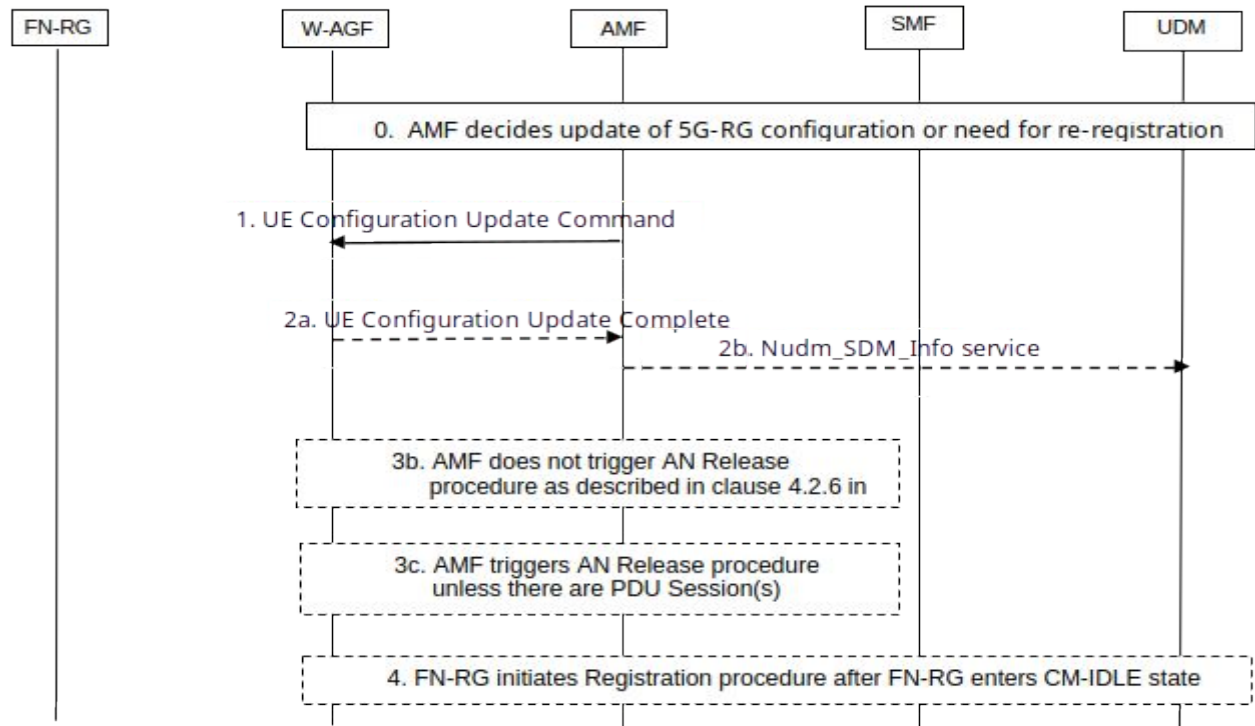 FN-RG
W-AGF
AMF
SMF
UDM
0. AMF decides update of 5G-RG configuration or need for re-registration
1. UE Configuration Update Command
2a. UE Configuration Update Complete
2b. Nudm_SDM_Info service
3b. AMF does not trigger AN Release
procedure as described in clause 4.2.6 in
3c. AMF triggers AN Release procedure
unless there are PDU Session(s)
4. FN-RG initiates Registration procedure after FN-RG enters CM-IDLE state